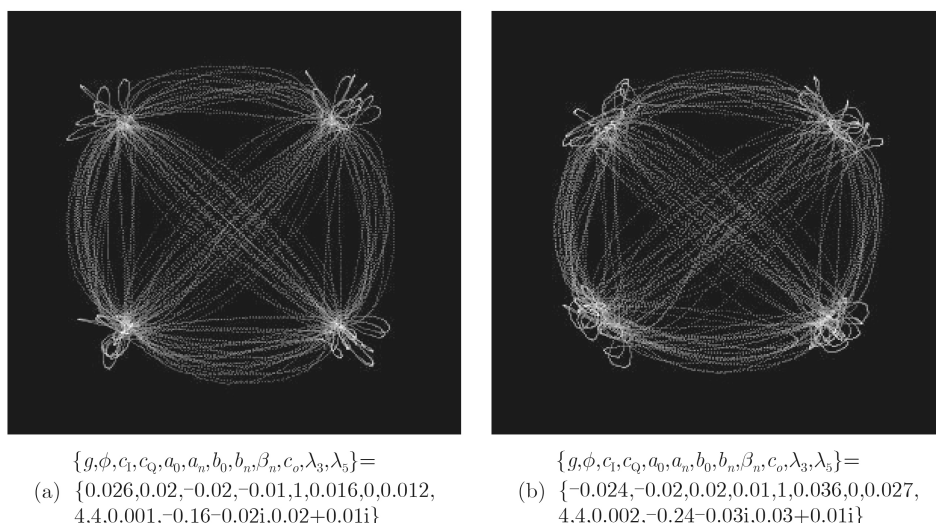 {g,ϕ,c_I,c_Q,a_0,a_n,b_0,b_n,β_n,c_o,λ_3,λ_5}=
(a) {0.026,0.02,−0.02,−0.01,1,0.016,0,0.012,
4,4,0.001,−0.16−0.02i,0.02+0.01i}
{g,ϕ,c_I,c_Q,a_0,a_n,b_0,b_n,β_n,c_o,λ_3,λ_5}=
(b) {−0.024,−0.02,0.02,0.01,1,0.036,0,0.027,
4,4,0.002,−0.24−0.03i,0.03+0.01i}